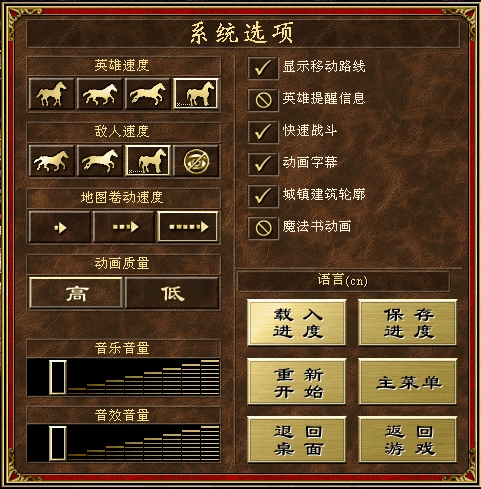 系统选项
英雄速度
敌人速度
地图卷动速度
动画质量
高 低
音乐音量
音效音量
显示移动路线
英雄提醒信息
快速战斗
动画字幕
城镇建筑轮廓
魔法书动画
语言(cn)
载入
进度
保存
进度
重新
开始
主菜单
退回
桌面
返回
游戏